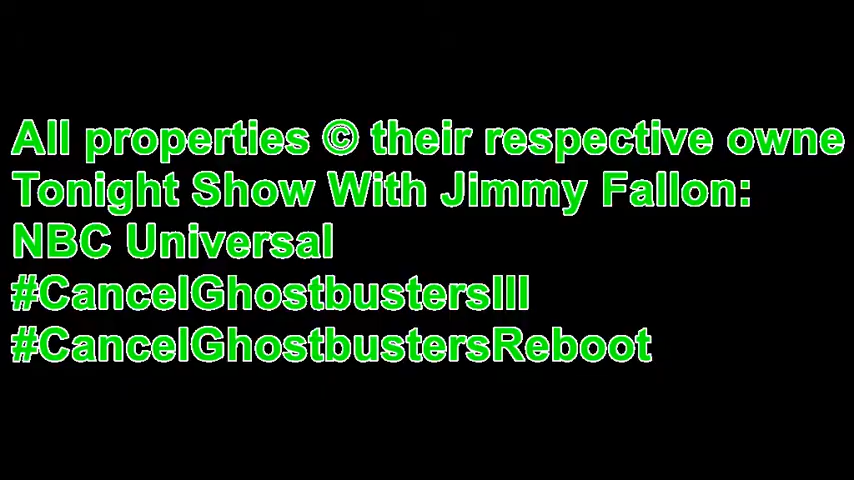 All properties © their respective owne
Tonight Show With Jimmy Fallon:
NBC Universal
#CancelGhostbustersIII
#CancelGhostbustersReboot